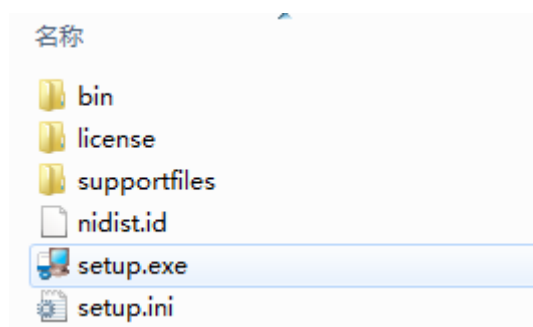 名称
bin
license
supportfiles
nidist.id
setup.exe
setup.ini